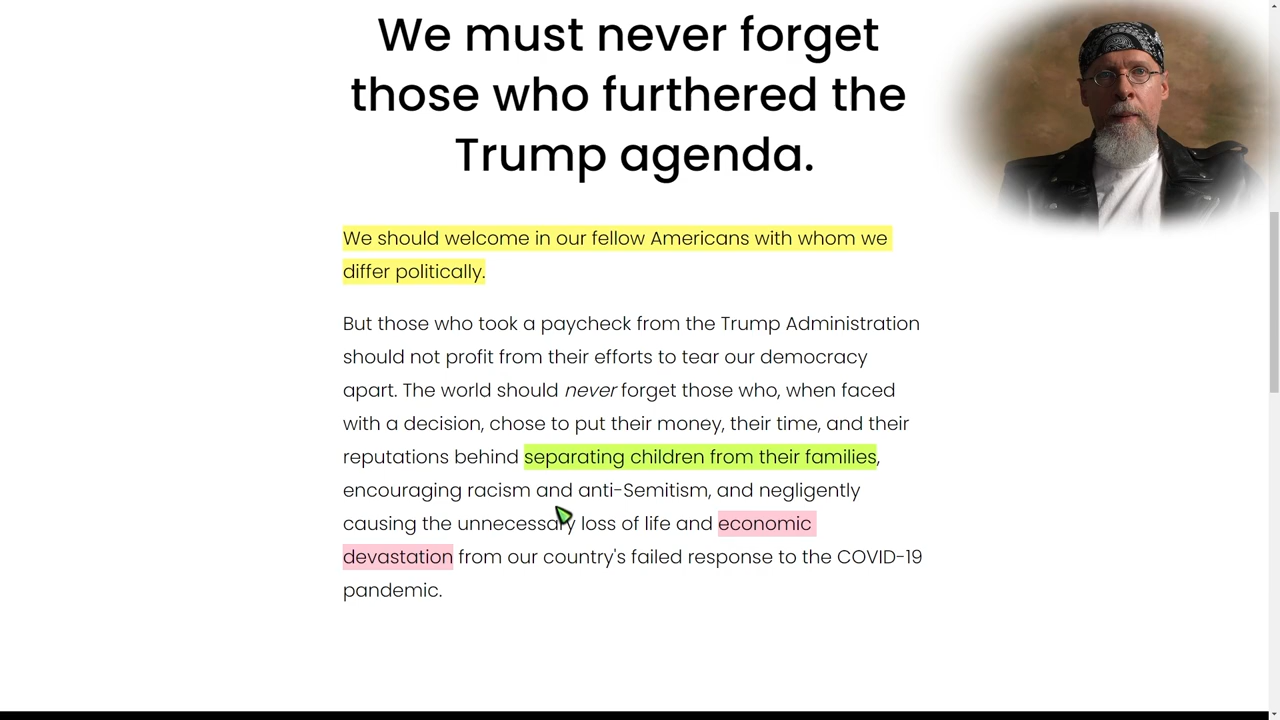 We must never forget
those who furthered the
Trump agenda.
We should welcome in our fellow Americans with whom we
differ politically.
But those who took a paycheck from the Trump Administration
should not profit from their efforts to tear our democracy
apart. The world should never forget those who, when faced
with a decision, chose to put their money, their time, and their
reputations behind separating children from their families,
encouraging racism and anti-Semitism, and negligently
causing the unnecessary loss of life and economic
devastation from our country's failed response to the COVID-19
pandemic.